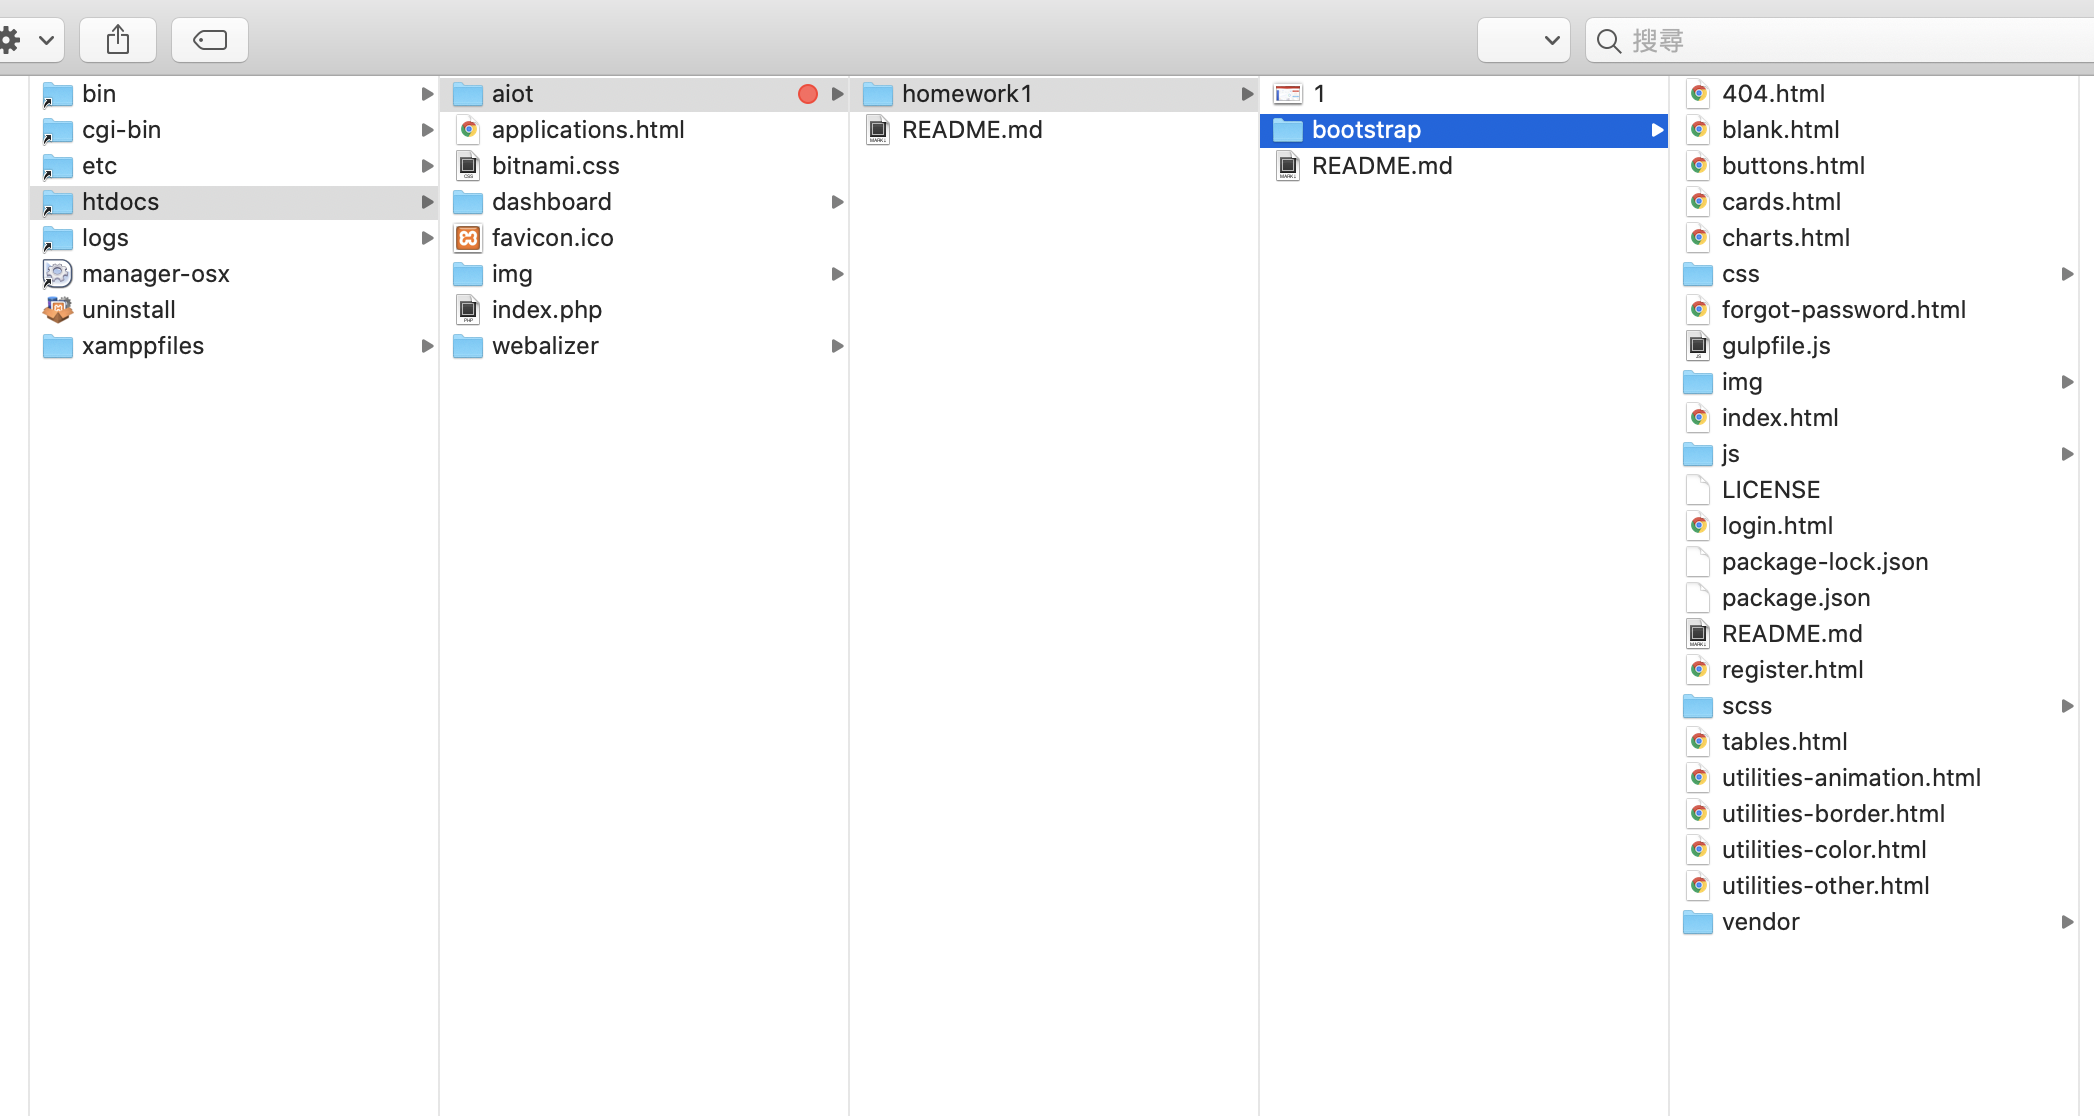 搜尋
bin
cgi-bin
etc
htdocs
logs
manager-osx
uninstall
xamppfiles
aiot
applications.html
bitnami.css
dashboard
favicon.ico
img
index.php
webalizer
homework1
README.md
1
bootstrap
README.md
404.html
blank.html
buttons.html
cards.html
charts.html
css
forgot-password.html
gulpfile.js
img
index.html
js
LICENSE
login.html
package-lock.json
package.json
README.md
register.html
scss
tables.html
utilities-animation.html
utilities-border.html
utilities-color.html
utilities-other.html
vendor